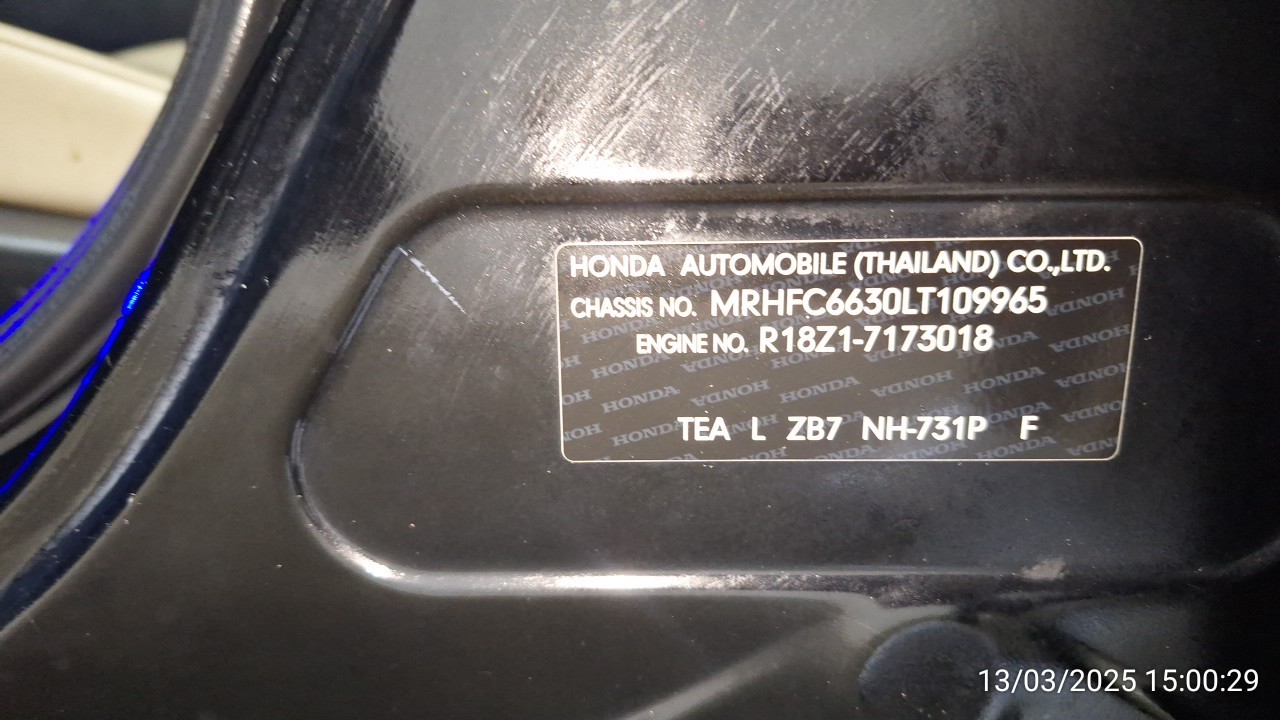 HONDA AUTOMOBILE (THAILAND) CO.,LTD.
CHASSIS NO. MRHFC6630LT109965
ENGINE NO. R18Z1-7173018
TEA L ZB7 NH-731P F
13/03/2025 15:00:29